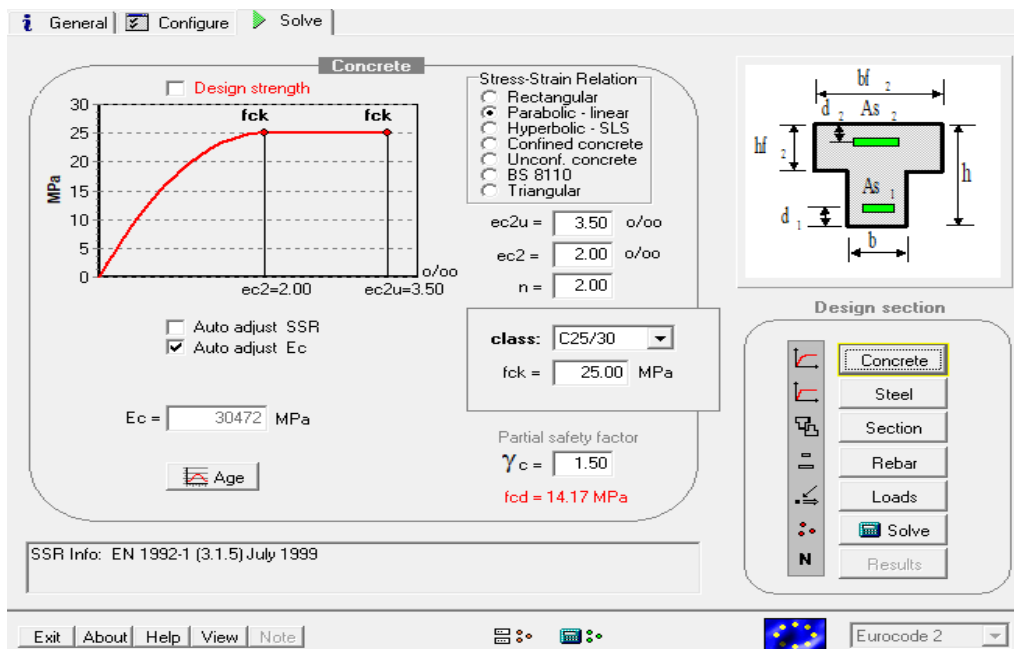 General
Configure
Solve
Concrete
Design strength
30
25
20
15
10
5
0
MPa
fck
fck
o/oo
ec2=2.00
ec2u=3.50
Auto adjust SSR
Auto adjust Ec
Ec = 30472 MPa
Age
Stress-Strain Relation
Rectangular
Parabolic - linear
Hyperbolic - SLS
Confined concrete
Unconf. concrete
BS 8110
Triangular
ec2u = 3.50 o/oo
ec2 = 2.00 o/oo
n = 2.00
class: C25/30
fck = 25.00 MPa
Partial safety factor
γc = 1.50
fcd = 14.17 MPa
bf 2
d 2 As 2
hf 2
h
As 1
d 1
b
Design section
Concrete
Steel
Section
Rebar
Loads
Solve
N
Results
SSR Info: EN 1992-1 (3.1.5) July 1999
Exit About Help View Note
Eurocode 2